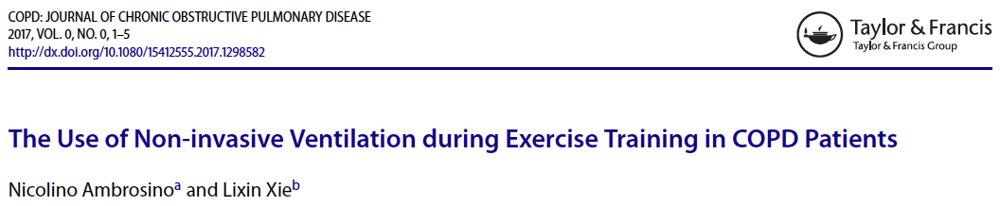 COPD: JOURNAL OF CHRONIC OBSTRUCTIVE PULMONARY DISEASE
2017, VOL. 0, NO. 0, 1–5
http://dx.doi.org/10.1080/15412555.2017.1298582
Taylor & Francis
Taylor & Francis Group
The Use of Non-invasive Ventilation during Exercise Training in COPD Patients
Nicolino Ambrosinoa and Lixin Xieb